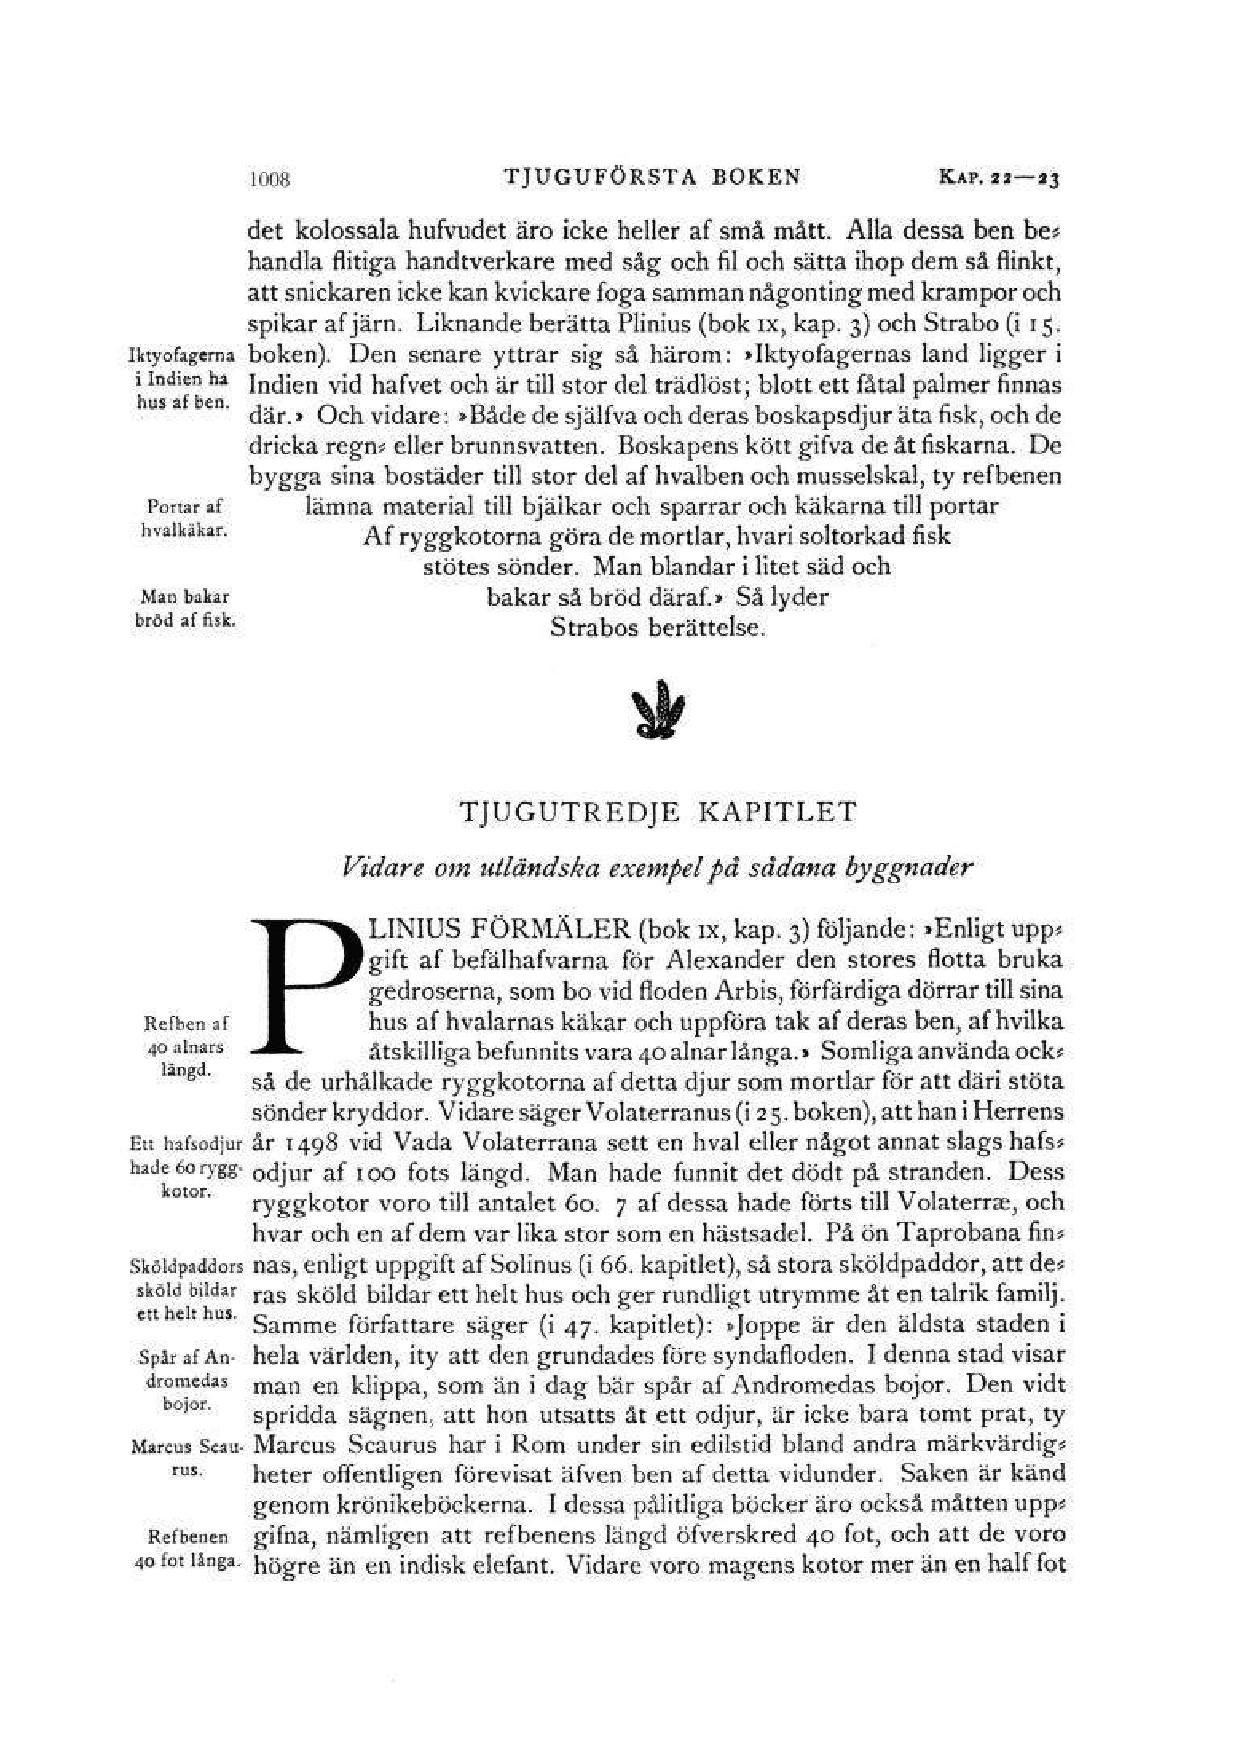 1008 TJUGUFÖRSTA BOKEN KAP. 22—23
det kolossala hufvudet äro icke heller af små mått. Alla dessa ben be⸗
handla flitiga handtverkare med såg och fil och sätta ihop dem så flinkt,
att snickaren icke kan kvickare foga samman någonting med krampor och
spikar af järn. Liknande berätta Plinius (bok IX, kap. 3) och Strabo (i 15.
boken). Den senare yttrar sig så härom: »Iktyofagernas land ligger i
Indien vid hafvet och är till stor del trädlöst; blott ett fåtal palmer finnas
där.» Och vidare: »Både de själfva och deras boskapsdjur äta fisk, och de
dricka regn⸗ eller brunnsvatten. Boskapens kött gifva de åt fiskarna. De
bygga sina bostäder till stor del af hvalben och musselskal, ty refbenen
lämna material till bjälkar och sparrar och käkarna till portar
Af ryggkotorna göra de mortlar, hvari soltorkad fisk
stötes sönder. Man blandar i litet säd och
bakar så bröd däraf.» Så lyder
Strabos berättelse.
Iktyofagerna
i Indien ha
hus af ben.
Portar af
hvalkäkar.
Man bakar
bröd af fisk.
TJUGUTREDJE KAPITLET
Vidare om utländska exempel på sådana byggnader
PLINIUS FÖRMÄLER (bok IX, kap. 3) följande: »Enligt upp⸗
gift af befälhafvarna för Alexander den stores flotta bruka
gedroserna, som bo vid floden Arbis, förfärdiga dörrar till sina
hus af hvalarnas käkar och uppföra tak af deras ben, af hvilka
åtskilliga befunnits vara 40 alnar långa.» Somliga använda ock⸗
så de urhålkade ryggkotorna af detta djur som mortlar för att däri stöta
sönder kryddor. Vidare säger Volaterranus (i 25. boken), att han i Herrens
år 1498 vid Vada Volaterrana sett en hval eller något annat slags hafs⸗
odjur af 100 fots längd. Man hade funnit det dödt på stranden. Dess
ryggkotor voro till antalet 60. 7 af dessa hade förts till Volaterræ, och
hvar och en af dem var lika stor som en hästsadel. På ön Taprobana fin⸗
nas, enligt uppgift af Solinus (i 66. kapitlet), så stora sköldpaddor, att de⸗
ras sköld bildar ett helt hus och ger rundligt utrymme åt en talrik familj.
Samme författare säger (i 47. kapitlet): »Joppe är den äldsta staden i
hela världen, ity att den grundades före syndafloden. I denna stad visar
man en klippa, som än i dag bär spår af Andromedas bojor. Den vidt
spridda sägnen, att hon utsatts åt ett odjur, är icke bara tomt prat, ty
Marcus Scaurus har i Rom under sin edilstid bland andra märkvärdig⸗
heter offentligen förevisat äfven ben af detta vidunder. Saken är känd
genom krönikeböckerna. I dessa pålitliga böcker äro också måtten upp⸗
gifna, nämligen att refbenens längd öfverskred 40 fot, och att de voro
högre än en indisk elefant. Vidare voro magens kotor mer än en half fot
Refben af
40 alnars
längd.
Ett hafsodjur
hade 60 rygg-
kotor.
Sköldpaddors
sköld bildar
ett helt hus.
Spår af An-
dromedas
bojor.
Marcus Scau-
rus.
Refbenen
40 fot långa.